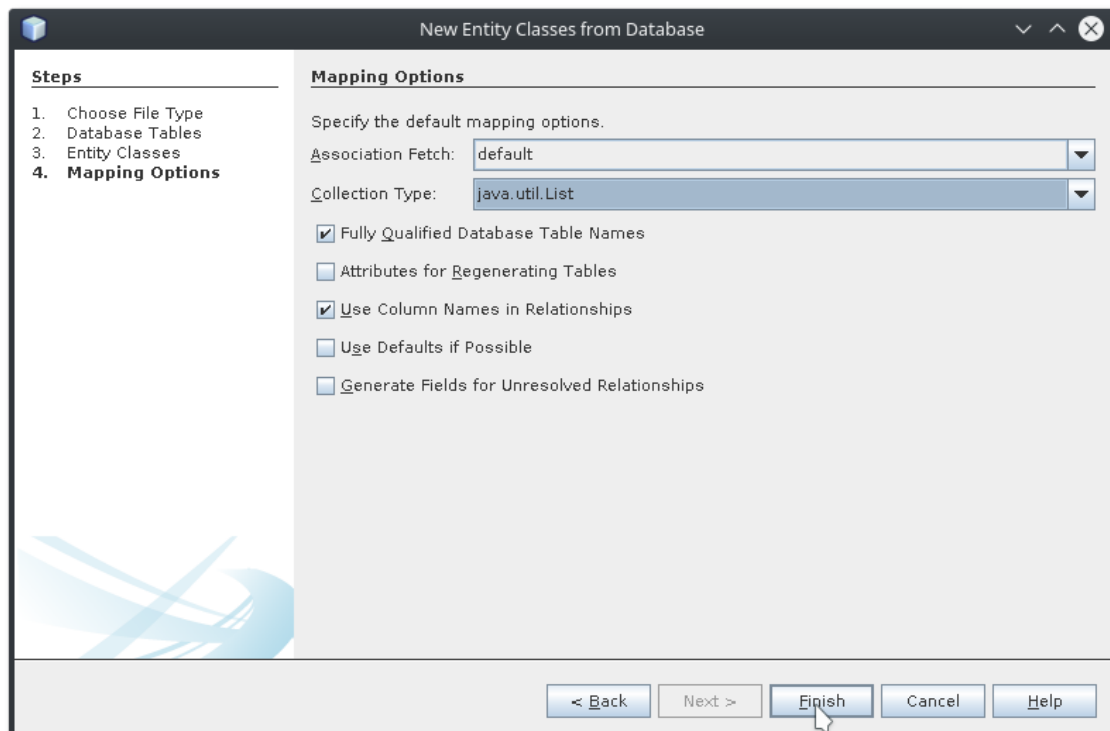 New Entity Classes from Database
Steps
1. Choose File Type
2. Database Tables
3. Entity Classes
4. Mapping Options
Mapping Options
Specify the default mapping options.
Association Fetch: default
Collection Type: java.util.List
Fully Qualified Database Table Names
Attributes for Regenerating Tables
Use Column Names in Relationships
Use Defaults if Possible
Generate Fields for Unresolved Relationships
< Back Next > Finish Cancel Help